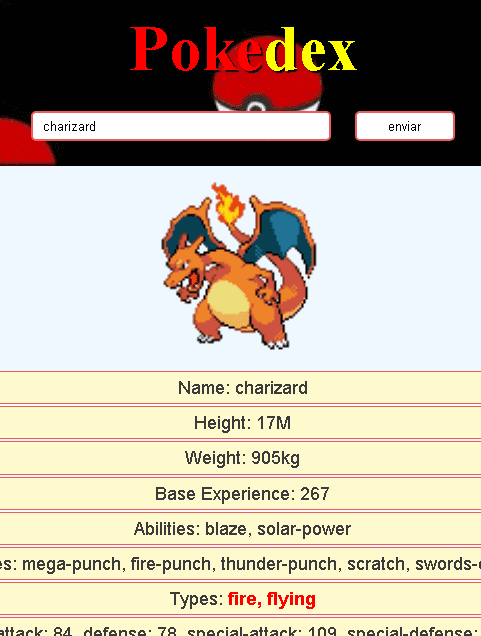 Pokedex
charizard
enviar
Name: charizard
Height: 17M
Weight: 905kg
Base Experience: 267
Abilities: blaze, solar-power
es: mega-punch, fire-punch, thunder-punch, scratch, swords-
Types: fire, flying
attack: 84, defense: 78, special-attack: 109, special-defense: